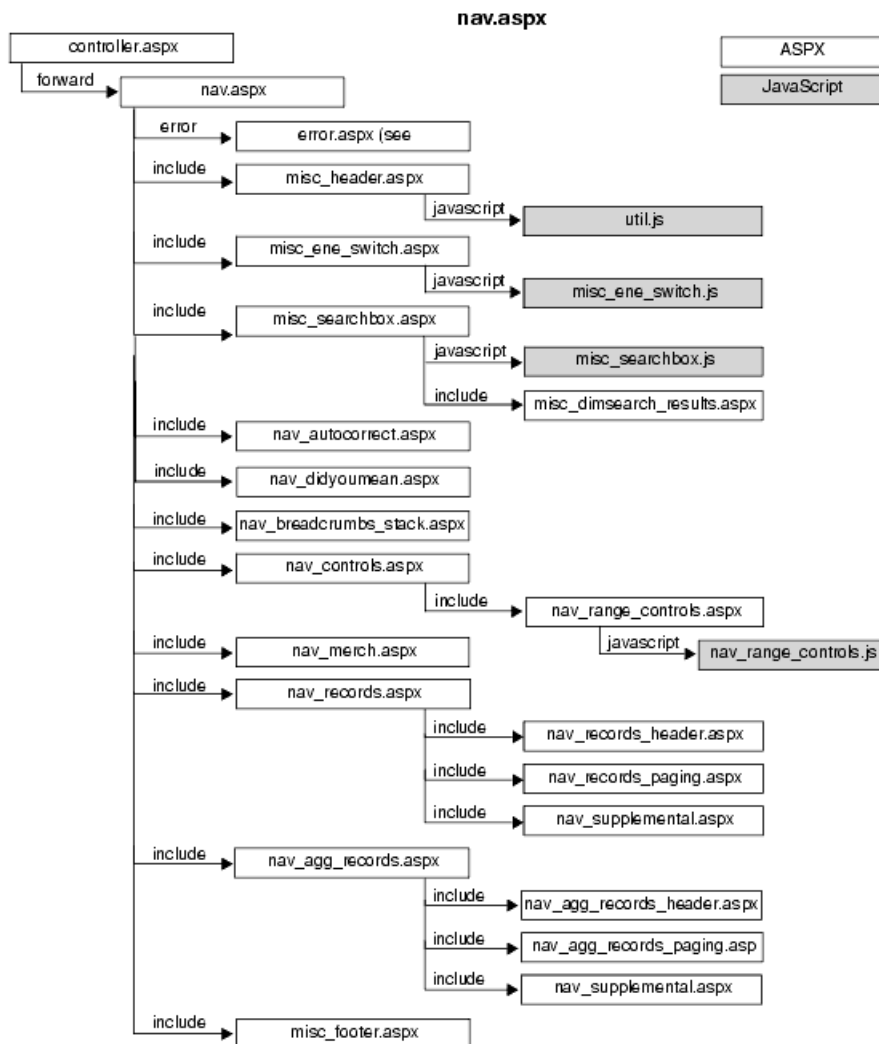 nav.aspx
controller.aspx
ASPX
forward
nav.aspx
JavaScript
error
error.aspx (see
include
misc_header.aspx
javascript
util.js
include
misc_ene_switch.aspx
javascript
misc_ene_switch.js
include
misc_searchbox.aspx
javascript
misc_searchbox.js
include
misc_dimsearch_results.aspx
include
nav_autocorrect.aspx
include
nav_didyoumean.aspx
include
nav_breadcrumbs_stack.aspx
include
nav_controls.aspx
include
nav_range_controls.aspx
javascript
nav_range_controls.js
include
nav_merch.aspx
include
nav_records.aspx
include
nav_records_header.aspx
include
nav_records_paging.aspx
include
nav_supplemental.aspx
include
nav_agg_records.aspx
include
nav_agg_records_header.aspx
include
nav_agg_records_paging.asp
include
nav_supplemental.aspx
include
misc_footer.aspx